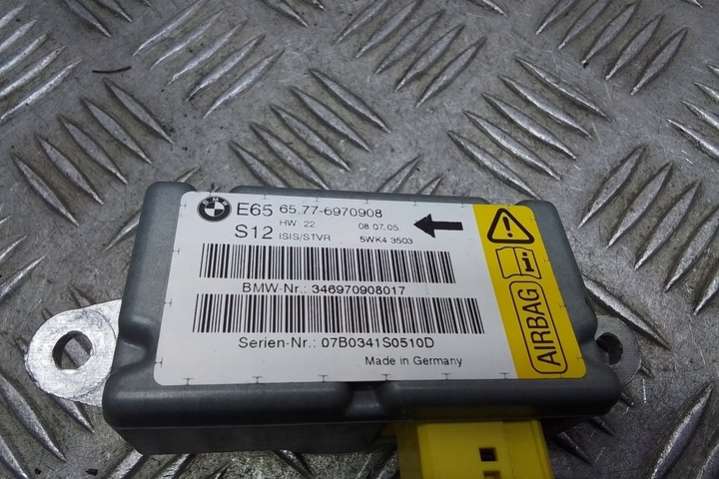 E65 65.77-6970908
HW 22 08.07.05
S12 ISIS/STVR 5WK4 3503
BMW-Nr.: 346970908017
Serien-Nr.: 07B0341S0510D
Made in Germany
AIRBAG